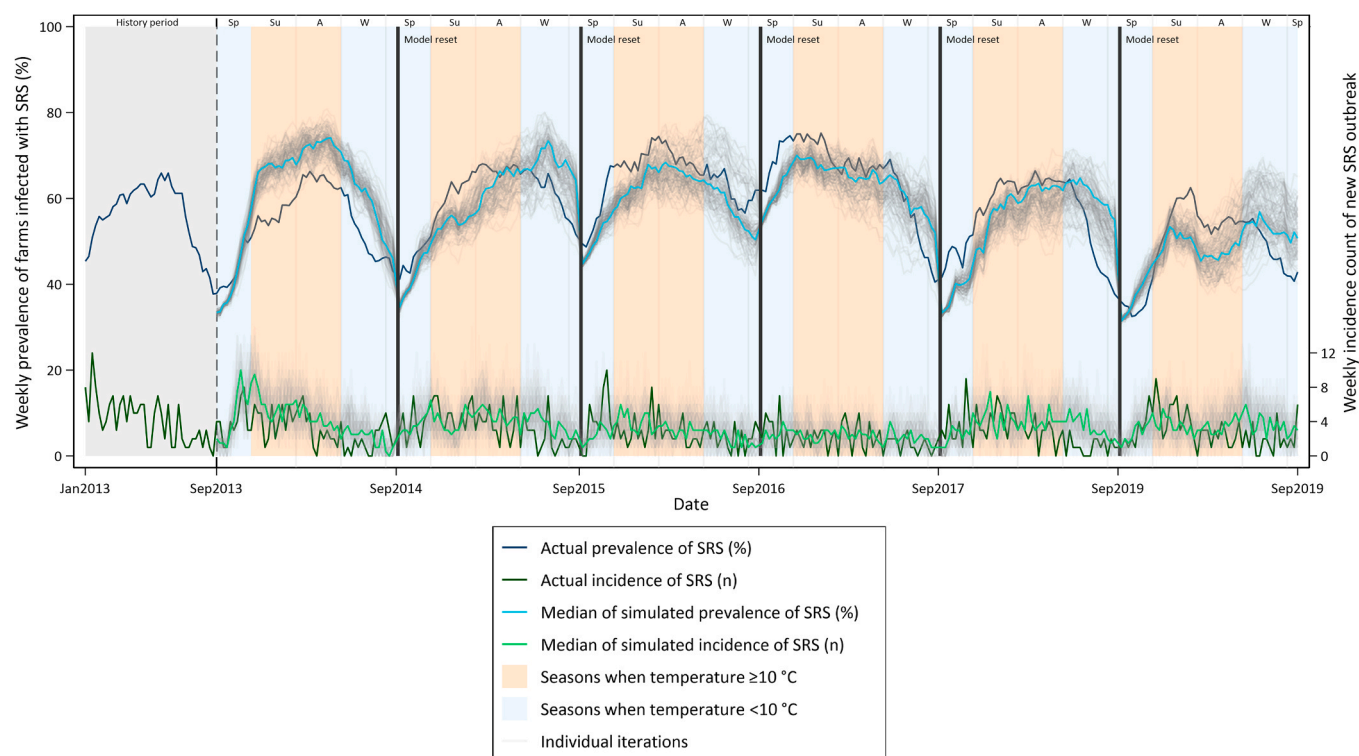 History period Sp Su A W Sp Su A W Sp Su A W Sp Su A W Sp Su A W Sp Su A W Sp
Model reset Model reset Model reset Model reset Model reset
Weekly prevalence of farms infected with SRS (%)
100
80
60
40
20
0
Weekly incidence count of new SRS outbreak
12
8
4
2
0
Jan2013 Sep2013 Sep2014 Sep2015 Sep2016 Sep2017 Sep2019 Sep2019
Date
Actual prevalence of SRS (%)
Actual incidence of SRS (n)
Median of simulated prevalence of SRS (%)
Median of simulated incidence of SRS (n)
Seasons when temperature ≥10 °C
Seasons when temperature <10 °C
Individual iterations